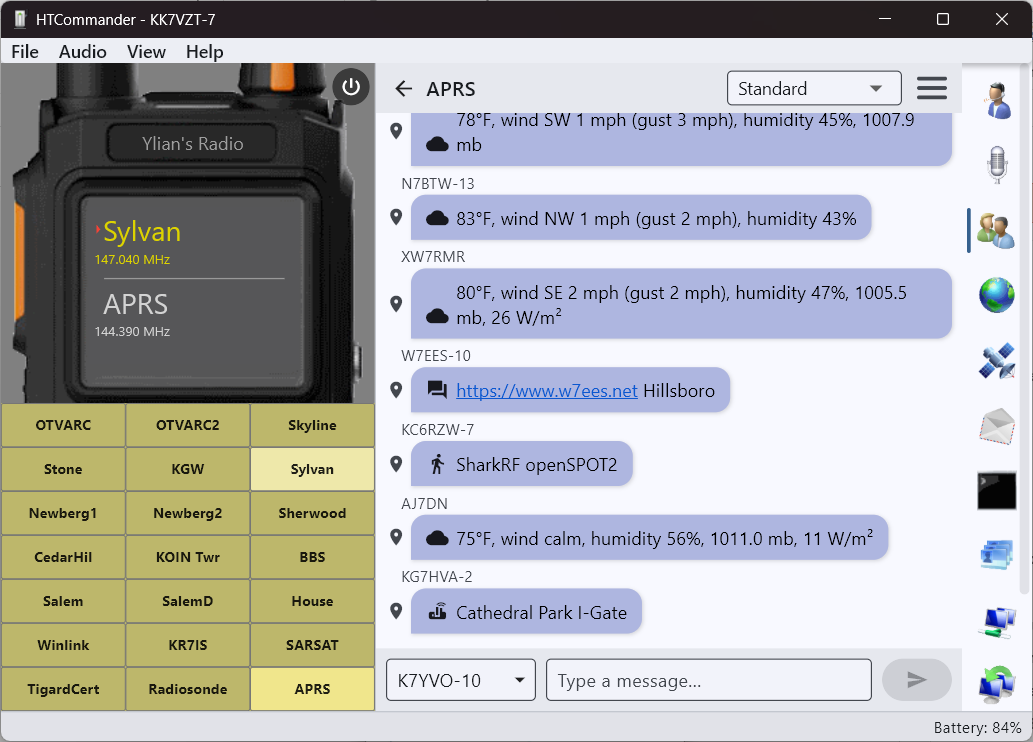 HTCommander - KK7VZT-7
File Audio View Help
Ylian's Radio
Sylvan
147.040 MHz
APRS
144.390 MHz
OTVARC OTVARC2 Skyline
Stone KGW Sylvan
Newberg1 Newberg2 Sherwood
CedarHil KOIN Twr BBS
Salem SalemD House
Winlink KR7IS SARSAT
TigardCert Radiosonde APRS
APRS
Standard
78°F, wind SW 1 mph (gust 3 mph), humidity 45%, 1007.9
mb
N7BTW-13
83°F, wind NW 1 mph (gust 2 mph), humidity 43%
XW7RMR
80°F, wind SE 2 mph (gust 2 mph), humidity 47%, 1005.5
mb, 26 W/m²
W7EES-10
https://www.w7ees.net Hillsboro
KC6RZW-7
SharkRF openSPOT2
AJ7DN
75°F, wind calm, humidity 56%, 1011.0 mb, 11 W/m²
KG7HVA-2
Cathedral Park I-Gate
K7YVO-10
Type a message...
Battery: 84%